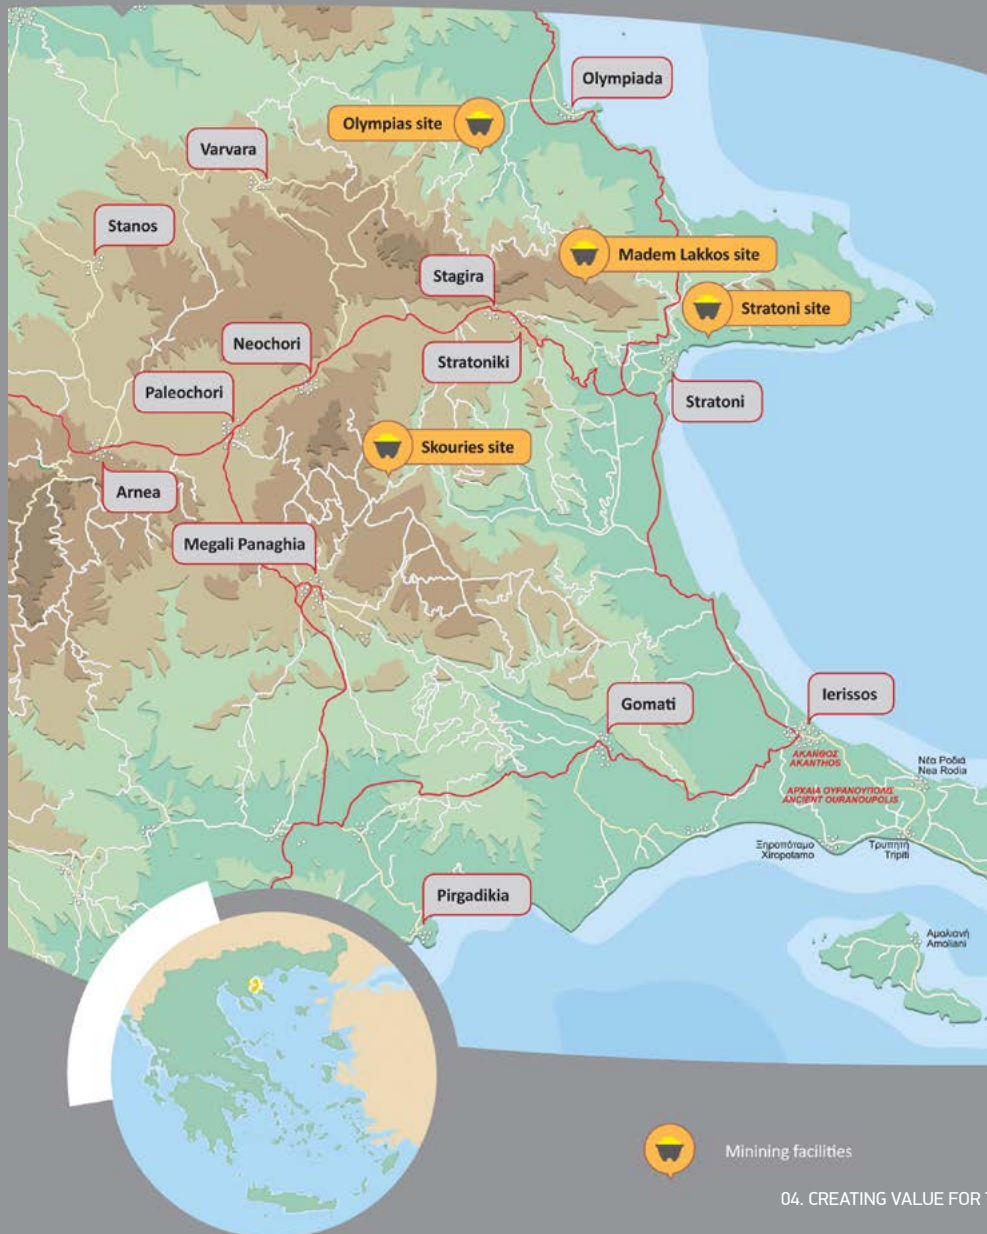 Olympiada
Olympias site
Varvara
Stanos
Madem Lakkos site
Stagira
Stratoni site
Neochori
Stratoniki
Paleochori
Stratoni
Skouries site
Arnea
Megali Panaghia
Gomati
Ierissos
ΑΚΑΝΘΟΣ
AKANTHOS
Νέα Ροδιά
Nea Rodia
ΑΡΧΑΙΑ ΟΥΡΑΝΟΥΠΟΛΙΣ
ANCIENT OURANOUPOLIS
Ξηροπόταμο
Xiropotamo
Τρυπητή
Tripiti
Pirgadikia
Αμολιανή
Amoliani
Minining facilities
04. CREATING VALUE FOR